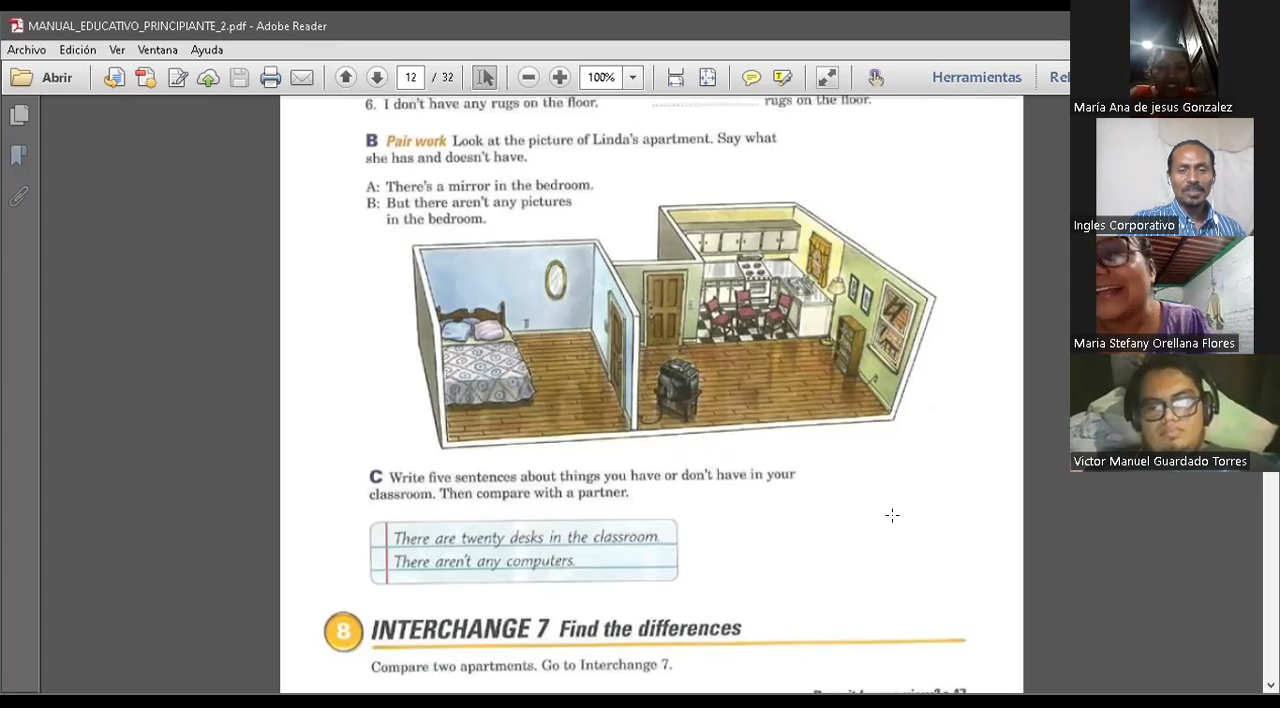 MANUAL_EDUCATIVO_PRINCIPIANTE_2.pdf - Adobe Reader
Archivo Edición Ver Ventana Ayuda
Abrir 12 / 32 100% Herramientas
6. I don't have any rugs on the floor. rugs on the floor.
B Pair work Look at the picture of Linda's apartment. Say what
she has and doesn't have.
A: There's a mirror in the bedroom.
B: But there aren't any pictures
in the bedroom.
C Write five sentences about things you have or don't have in your
classroom. Then compare with a partner.
There are twenty desks in the classroom.
There aren't any computers.
8 INTERCHANGE 7 Find the differences
Compare two apartments. Go to Interchange 7.
María Ana de jesus Gonzalez
Ingles Corporativo
Maria Stefany Orellana Flores
Victor Manuel Guardado Torres